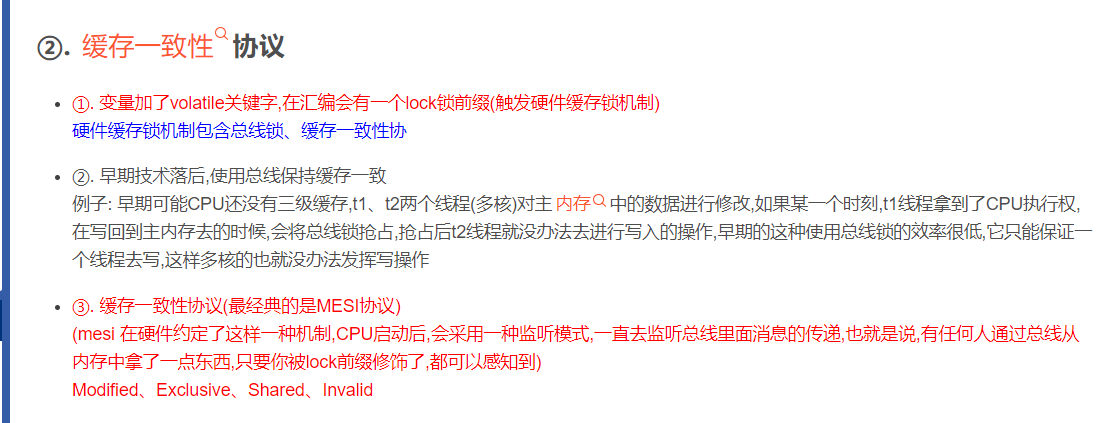 ②. 缓存一致性协议
①. 变量加了volatile关键字,在汇编会有一个lock锁前缀(触发硬件缓存锁机制)
硬件缓存锁机制包含总线锁、缓存一致性协
②. 早期技术落后,使用总线保持缓存一致
例子: 早期可能CPU还没有三级缓存,t1、t2两个线程(多核)对主 内存 中的数据进行修改,如果某一个时刻,t1线程拿到了CPU执行权,
在写回到主内存去的时候,会将总线锁抢占,抢占后t2线程就没办法去进行写入的操作,早期的这种使用总线锁的效率很低,它只能保证一
个线程去写,这样多核的也就没办法发挥写操作
③. 缓存一致性协议(最经典的是MESI协议)
(mesi 在硬件约定了这样一种机制,CPU启动后,会采用一种监听模式,一直去监听总线里面消息的传递,也就是说,有任何人通过总线从
内存中拿了一点东西,只要你被lock前缀修饰了,都可以感知到)
Modified、Exclusive、Shared、Invalid